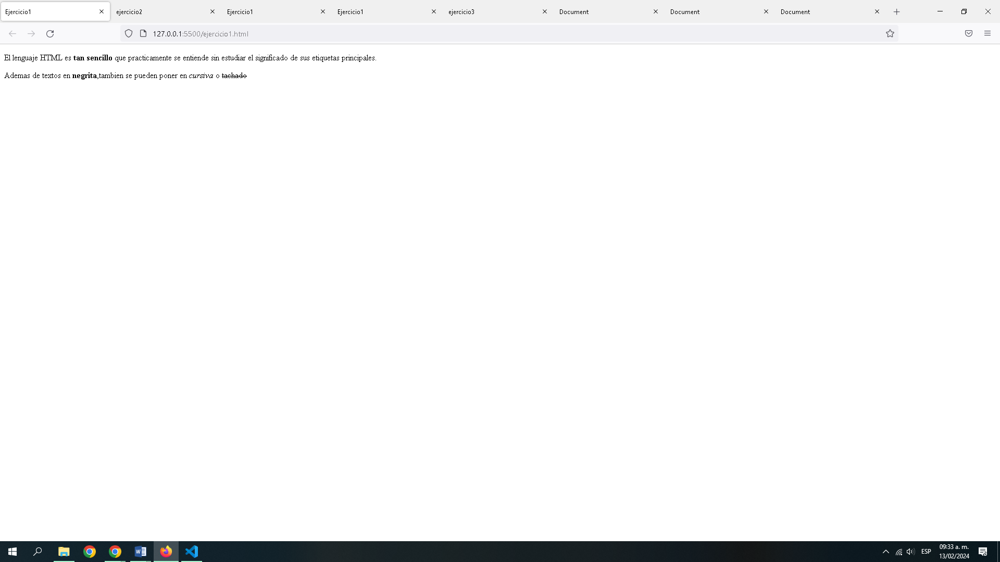 Ejercicio1
ejercicio2
Ejercicio1
Ejercicio1
ejercicio3
Document
Document
Document
127.0.0.1:5500/ejercicio1.html
El lenguaje HTML es tan sencillo que practicamente se entiende sin estudiar el significado de sus etiquetas principales.
Ademas de textos en negrita,tambien se pueden poner en cursiva o tachado
ESP
09:33 a. m.
13/02/2024